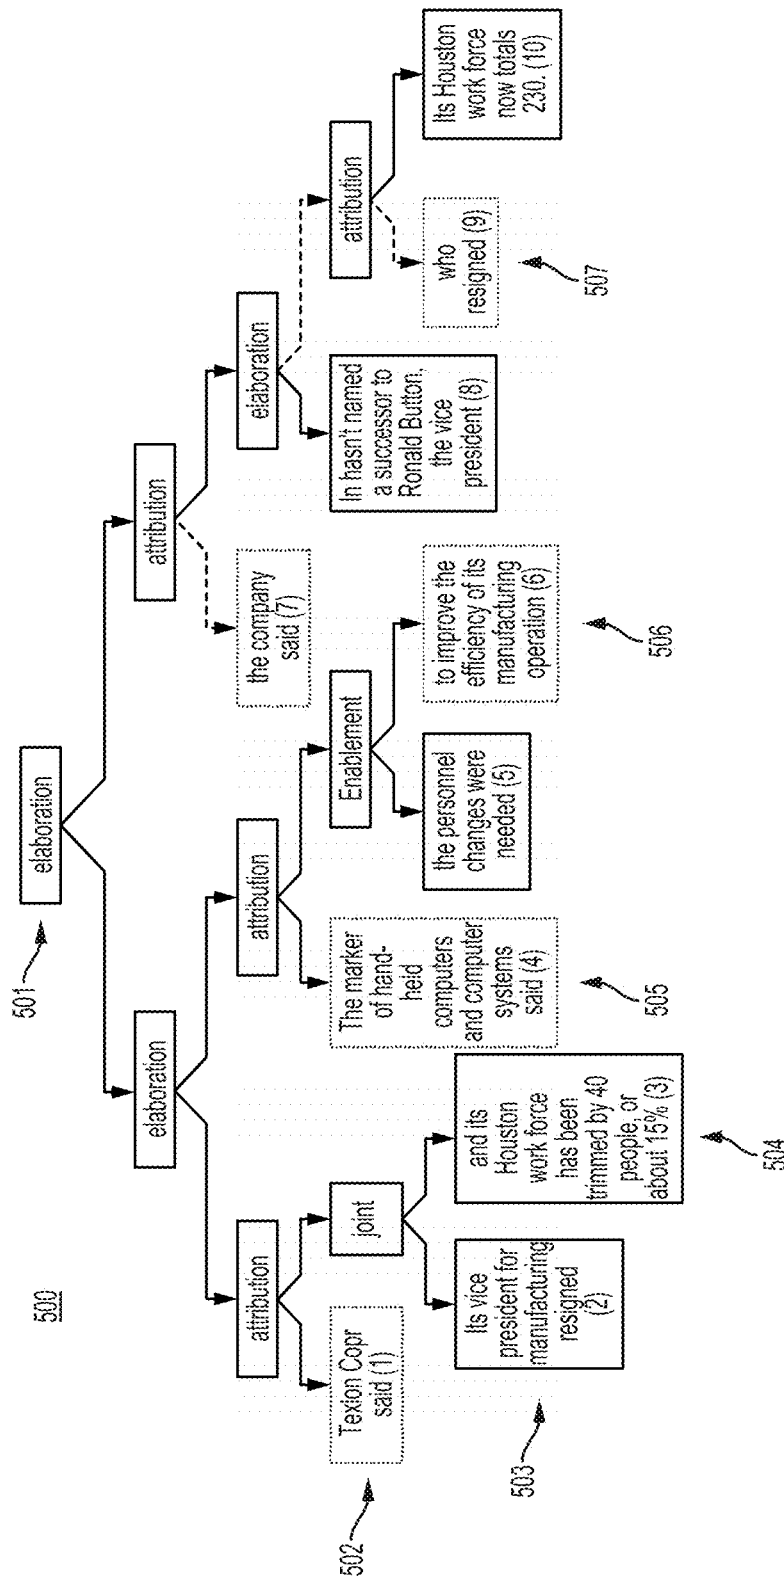 500
501
elaboration
elaboration
attribution
attribution
attribution
the company
said (7)
elaboration
Texlon Copr
said (1)
joint
The marker
of hand-
held
computers
and computer
systems
said (4)
Enablement
In hasn't named
a successor to
Ronald Button,
the vice
president (8)
attribution
502
Its vice
president for
manufacturing
resigned
(2)
and its
Houston
work force
has been
trimmed by 40
people, or
about 15% (3)
the personnel
changes were
needed (5)
to improve the
efficiency of its
manufacturing
operation (6)
who
resigned (9)
Its Houston
work force
now totals
230. (10)
503
504
505
506
507